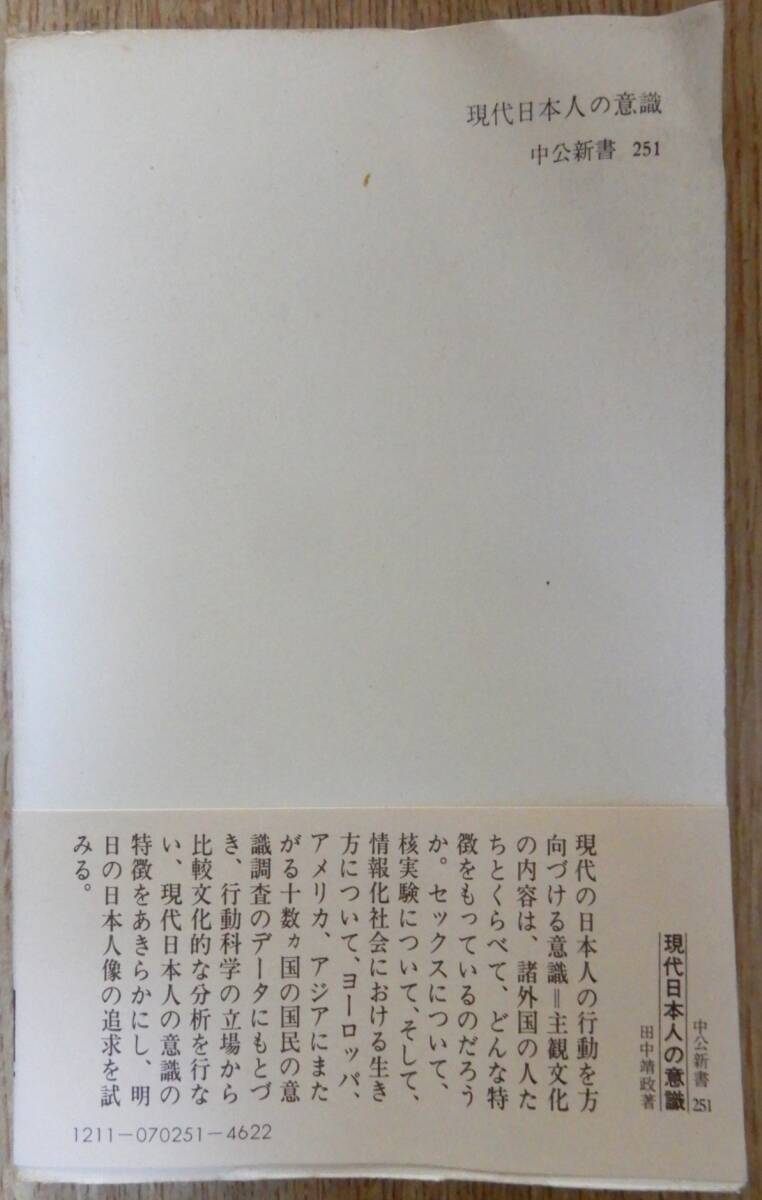 現代日本人の意識
中公新書 251
中公新書 251
現代日本人の意識
田中靖政著
現代の日本人の行動を方
向づける意識＝主観文化
の内容は、諸外国の人た
ちとくらべて、どんな特
徴をもっているのだろう
か。セックスについて、
核実験について、そして、
情報化社会における生き
方について、ヨーロッパ、
アメリカ、アジアにまた
がる十数ヵ国の国民の意
識調査のデータにもとづ
き、行動科学の立場から
比較文化的な分析を行な
い、現代日本人の意識の
特徴をあきらかにし、明
日の日本人像の追求を試
みる。
1211-070251-4622